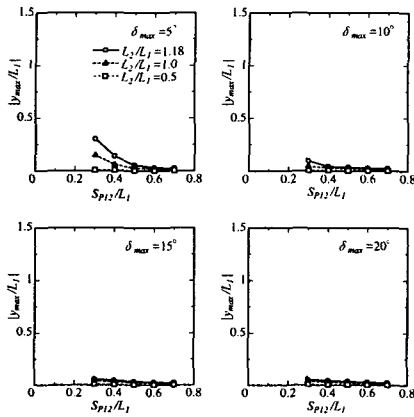 δ max =5°
L2/L1=1.18
L2/L1=1.0
L2/L1=0.5
|ymax/L1|
1.5
1
0.5
0
0.2
0.4
0.6
0.8
SP12/L1
δ max =10°
|ymax/L1|
1.5
1
0.5
0
0.2
0.4
0.6
0.8
SP12/L1
δ max =15°
|ymax/L1|
1.5
1
0.5
0
0.2
0.4
0.6
0.8
SP12/L1
δ max =20°
|ymax/L1|
1.5
1
0.5
0
0.2
0.4
0.6
0.8
SP12/L1